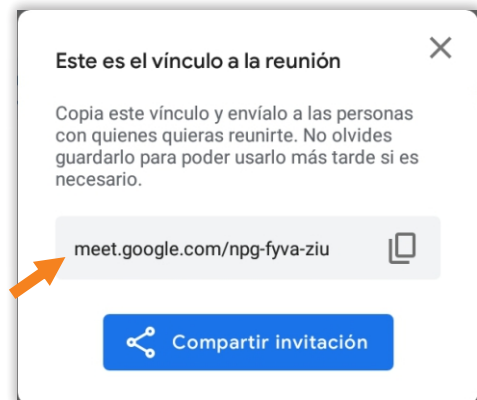 Este es el vínculo a la reunión
Copia este vínculo y envíalo a las personas
con quienes quieras reunirte. No olvides
guardarlo para poder usarlo más tarde si es
necesario.
meet.google.com/npg-fyva-ziu
Compartir invitación